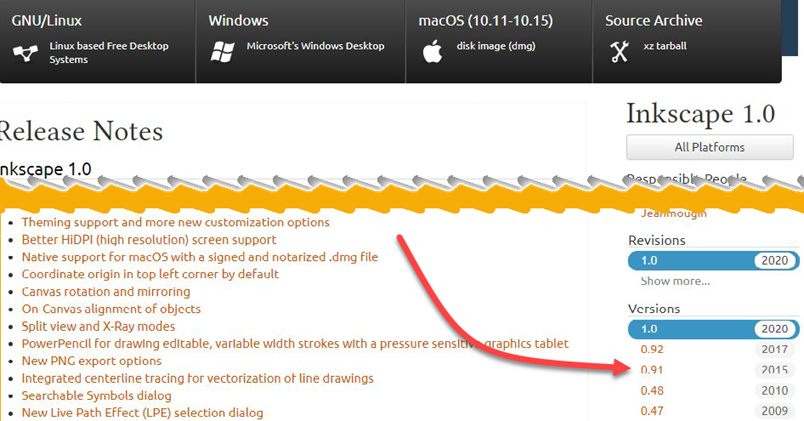 GNU/Linux
Linux based Free Desktop
Systems
Windows
Microsoft's Windows Desktop
macOS (10.11-10.15)
disk image (dmg)
Source Archive
xz tarball
Release Notes
nkscape 1.0
Theming support and more new customization options
Better HiDPI (high resolution) screen support
Native support for macOS with a signed and notarized .dmg file
Coordinate origin in top left corner by default
Canvas rotation and mirroring
On-Canvas alignment of objects
Split view and X-Ray modes
PowerPencil for drawing editable, variable width strokes with a pressure sensitive graphics tablet
New PNG export options
Integrated centerline tracing for vectorization of line drawings
Searchable Symbols dialog
New Live Path Effect (LPE) selection dialog
Inkscape 1.0
All Platforms
Responsible People
Jeanmougin
Revisions
1.0 2020
Show more...
Versions
1.0 2020
0.92 2017
0.91 2015
0.48 2010
0.47 2009